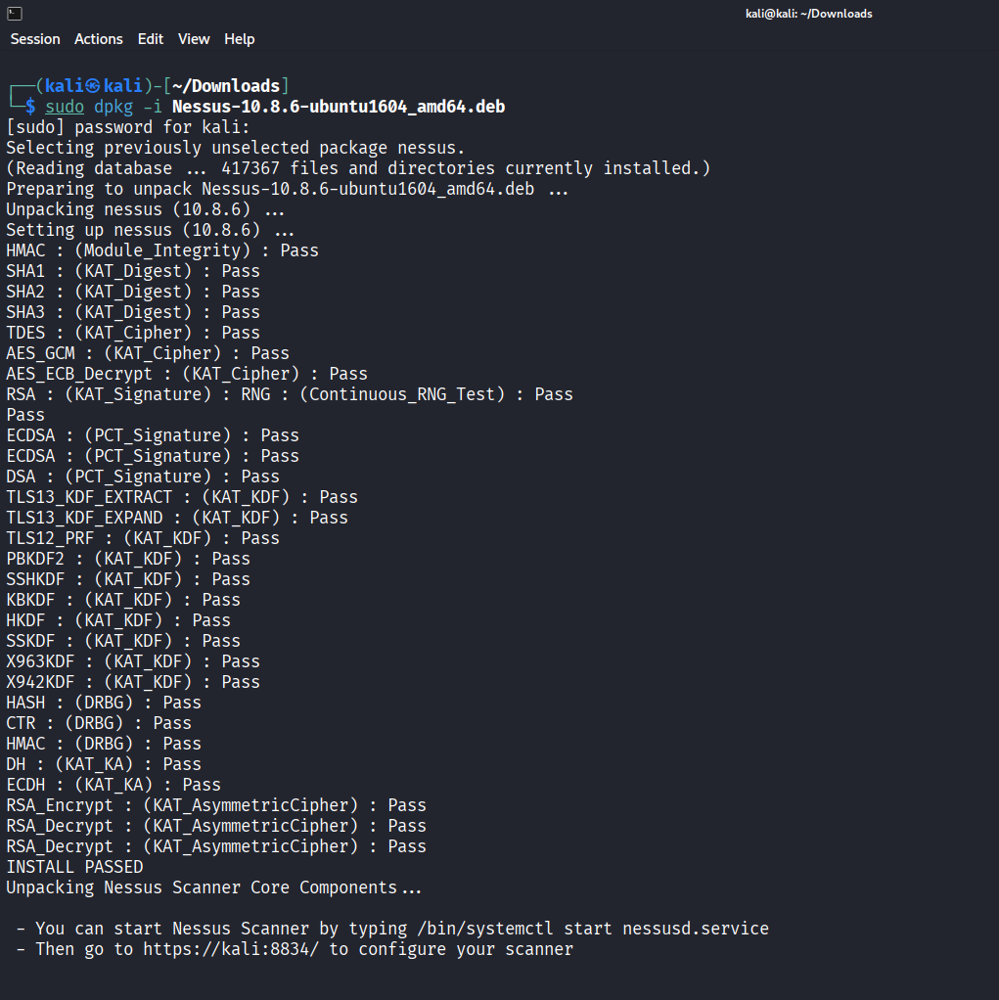 kali@kali: ~/Downloads
Session Actions Edit View Help
┌──(kali㉿kali)-[~/Downloads]
└─$ sudo dpkg -i Nessus-10.8.6-ubuntu1604_amd64.deb
[sudo] password for kali:
Selecting previously unselected package nessus.
(Reading database ... 417367 files and directories currently installed.)
Preparing to unpack Nessus-10.8.6-ubuntu1604_amd64.deb ...
Unpacking nessus (10.8.6) ...
Setting up nessus (10.8.6) ...
HMAC : (Module_Integrity) : Pass
SHA1 : (KAT_Digest) : Pass
SHA2 : (KAT_Digest) : Pass
SHA3 : (KAT_Digest) : Pass
TDES : (KAT_Cipher) : Pass
AES_GCM : (KAT_Cipher) : Pass
AES_ECB_Decrypt : (KAT_Cipher) : Pass
RSA : (KAT_Signature) : RNG : (Continuous_RNG_Test) : Pass
Pass
ECDSA : (PCT_Signature) : Pass
ECDSA : (PCT_Signature) : Pass
DSA : (PCT_Signature) : Pass
TLS13_KDF_EXTRACT : (KAT_KDF) : Pass
TLS13_KDF_EXPAND : (KAT_KDF) : Pass
TLS12_PRF : (KAT_KDF) : Pass
PBKDF2 : (KAT_KDF) : Pass
SSHKDF : (KAT_KDF) : Pass
KBKDF : (KAT_KDF) : Pass
HKDF : (KAT_KDF) : Pass
SSKDF : (KAT_KDF) : Pass
X963KDF : (KAT_KDF) : Pass
X942KDF : (KAT_KDF) : Pass
HASH : (DRBG) : Pass
CTR : (DRBG) : Pass
HMAC : (DRBG) : Pass
DH : (KAT_KA) : Pass
ECDH : (KAT_KA) : Pass
RSA_Encrypt : (KAT_AsymmetricCipher) : Pass
RSA_Decrypt : (KAT_AsymmetricCipher) : Pass
RSA_Decrypt : (KAT_AsymmetricCipher) : Pass
INSTALL PASSED
Unpacking Nessus Scanner Core Components...
- You can start Nessus Scanner by typing /bin/systemctl start nessusd.service
- Then go to https://kali:8834/ to configure your scanner